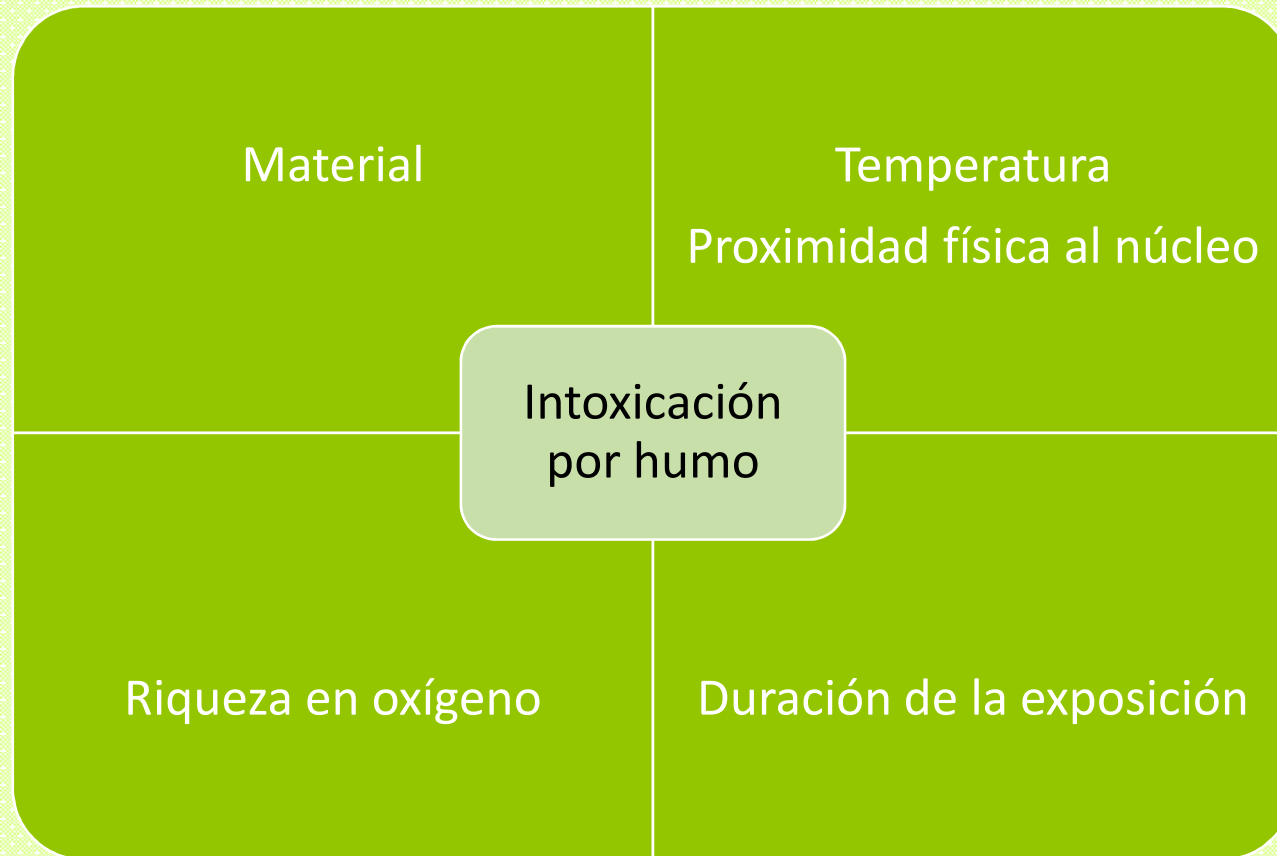 Material
Temperatura
Proximidad física al núcleo
Intoxicación
por humo
Riqueza en oxígeno
Duración de la exposición